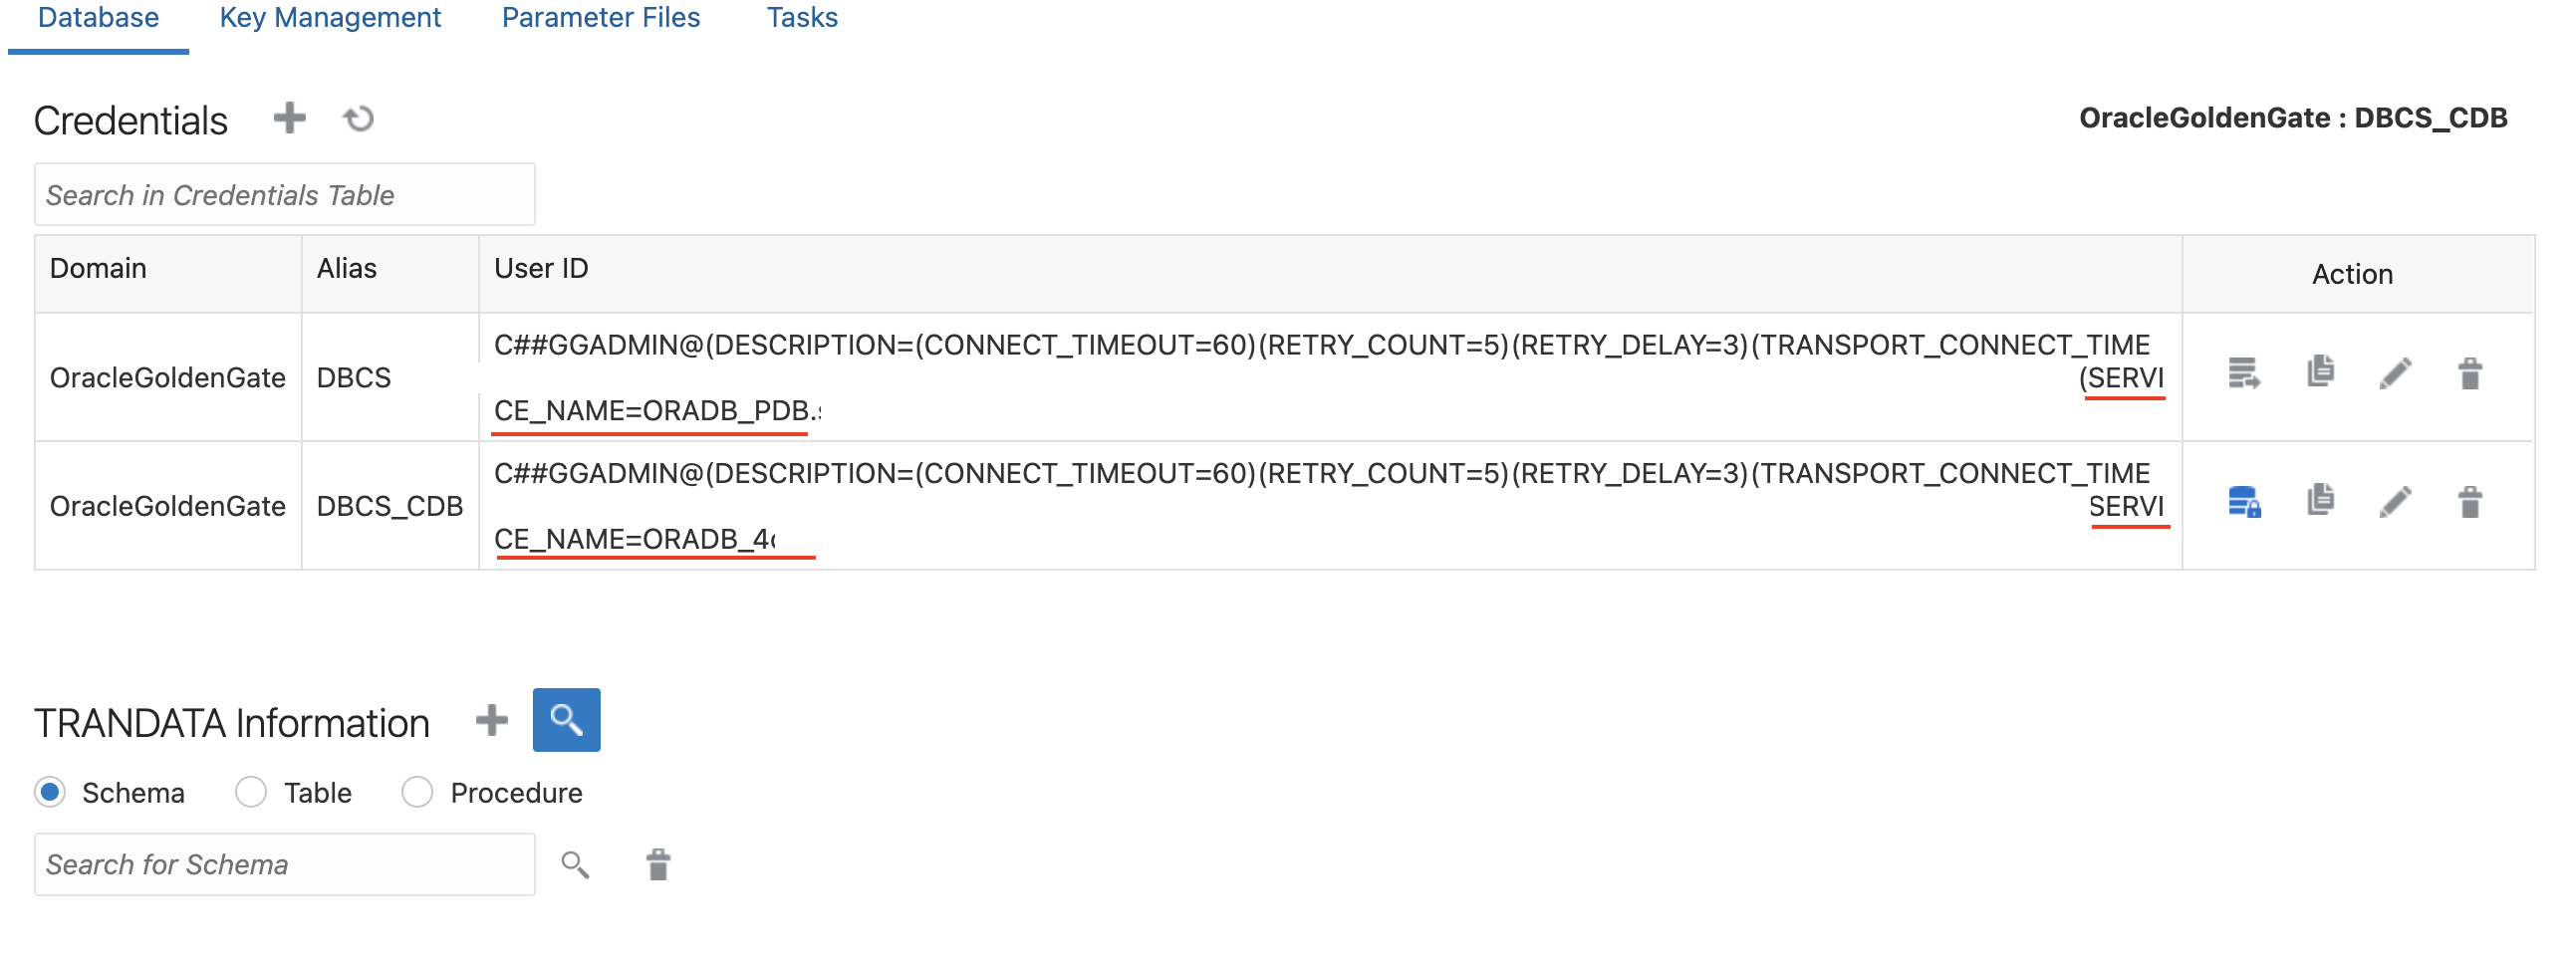 Database Key Management Parameter Files Tasks
Credentials
OracleGoldenGate : DBCS_CDB
Search in Credentials Table
Domain Alias User ID Action
OracleGoldenGate DBCS
C##GGADMIN@(DESCRIPTION=(CONNECT_TIMEOUT=60)(RETRY_COUNT=5)(RETRY_DELAY=3)(TRANSPORT_CONNECT_TIME
(SERVI
CE_NAME=ORADB_PDB.
OracleGoldenGate DBCS_CDB
C##GGADMIN@(DESCRIPTION=(CONNECT_TIMEOUT=60)(RETRY_COUNT=5)(RETRY_DELAY=3)(TRANSPORT_CONNECT_TIME
SERVI
CE_NAME=ORADB_4
TRANDATA Information
Schema Table Procedure
Search for Schema